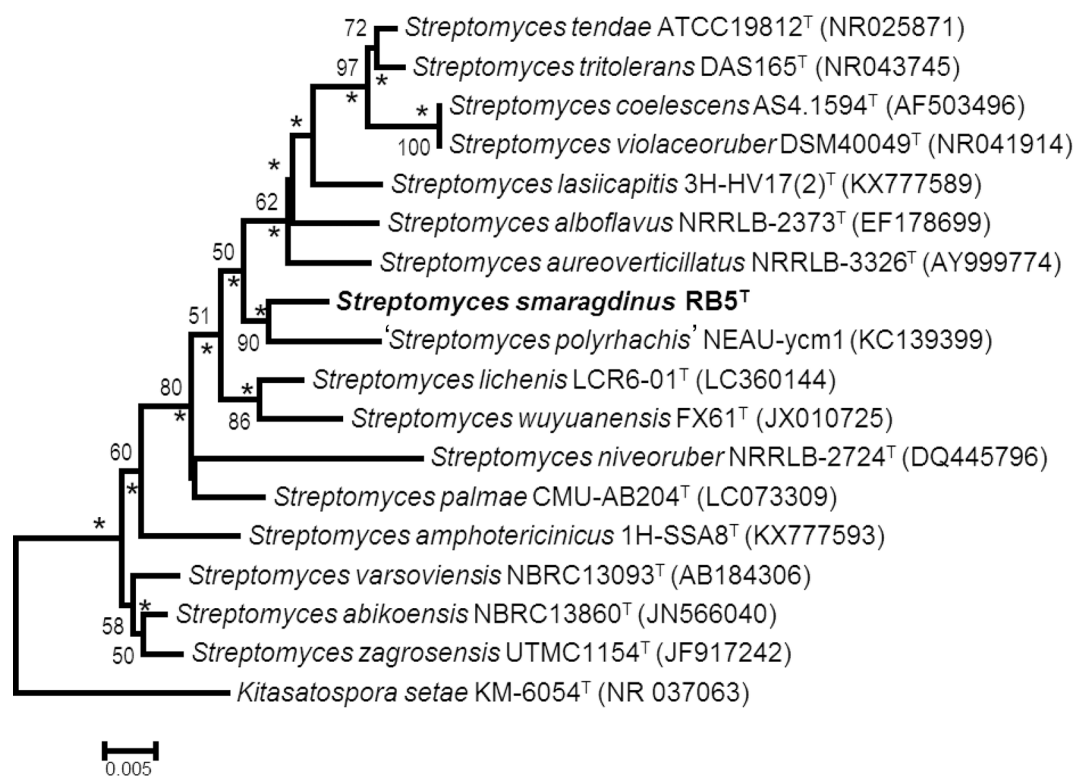 72 Streptomyces tendae ATCC19812ᵀ (NR025871)
Streptomyces tritolerans DAS165ᵀ (NR043745)
97
*
*
*
Streptomyces coelescens AS4.1594ᵀ (AF503496)
*
100 Streptomyces violaceoruber DSM40049ᵀ (NR041914)
*
Streptomyces lasiicapitis 3H-HV17(2)ᵀ (KX777589)
62
Streptomyces alboflavus NRRLB-2373ᵀ (EF178699)
*
50
Streptomyces aureoverticillatus NRRLB-3326ᵀ (AY999774)
*
Streptomyces smaragdinus RB5ᵀ
*
51
90 'Streptomyces polyrhachis' NEAU-ycm1 (KC139399)
*
Streptomyces lichenis LCR6-01ᵀ (LC360144)
80
*
*
86 Streptomyces wuyuanensis FX61ᵀ (JX010725)
60
Streptomyces niveoruber NRRLB-2724ᵀ (DQ445796)
*
Streptomyces palmae CMU-AB204ᵀ (LC073309)
*
Streptomyces amphotericinicus 1H-SSA8ᵀ (KX777593)
Streptomyces varsoviensis NBRC13093ᵀ (AB184306)
*
Streptomyces abikoensis NBRC13860ᵀ (JN566040)
58
50 Streptomyces zagrosensis UTMC1154ᵀ (JF917242)
Kitasatospora setae KM-6054ᵀ (NR 037063)
0.005